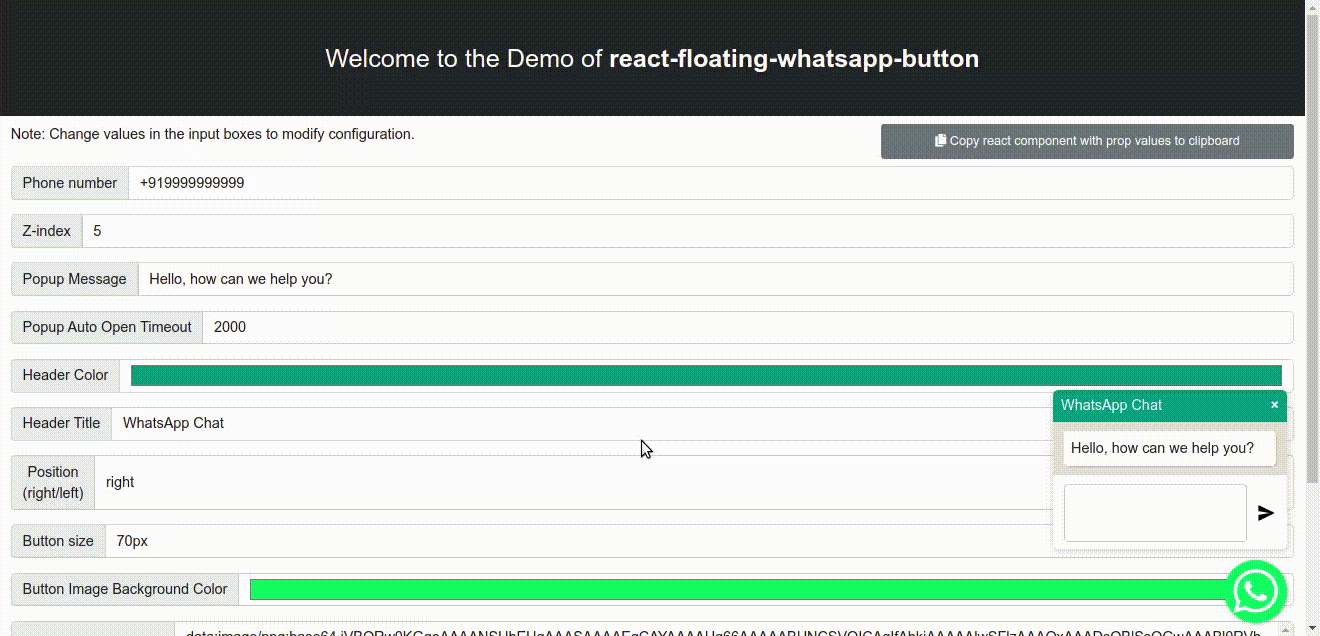 Welcome to the Demo of react-floating-whatsapp-button
Note: Change values in the input boxes to modify configuration.
Copy react component with prop values to clipboard
Phone number +919999999999
Z-index 5
Popup Message Hello, how can we help you?
Popup Auto Open Timeout 2000
Header Color
Header Title WhatsApp Chat
WhatsApp Chat ×
Hello, how can we help you?
Position
(right/left) right
Button size 70px
Button Image Background Color